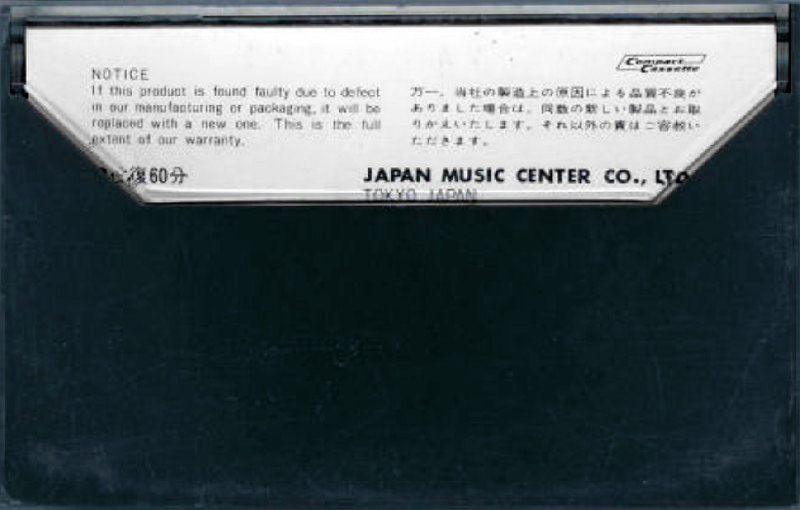 Compact
Cassette
NOTICE
If this product is found faulty due to defect
in our manufacturing or packaging, it will be
replaced with a new one. This is the full
extent of our warranty.
万一、当社の製造上の原因による品質不良が
ありました場合は、同数の新しい製品とお取
りかえいたします。それ以外の責はご容赦い
ただきます。
復60分
JAPAN MUSIC CENTER CO., LTD
TOKYO JAPAN